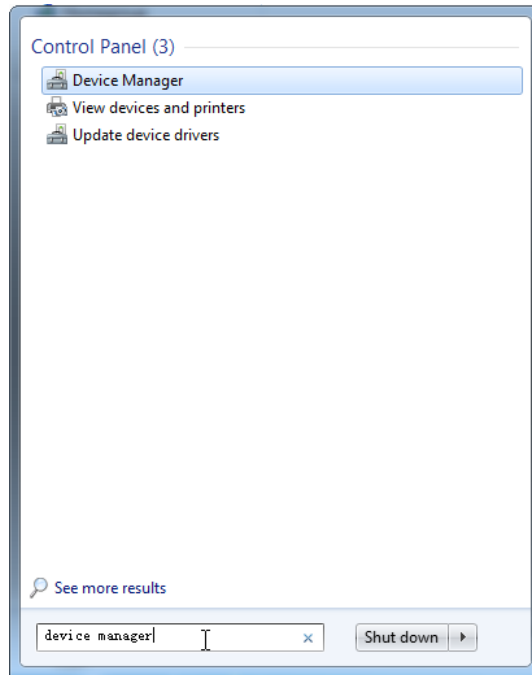 Control Panel (3)
Device Manager
View devices and printers
Update device drivers
See more results
device manager
Shut down